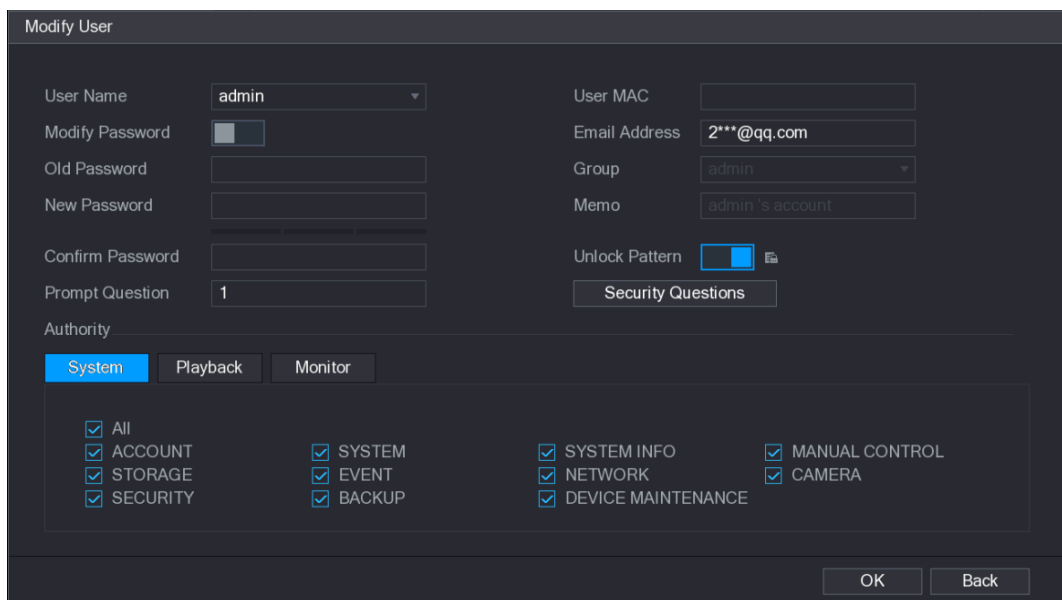 Modify User
User Name admin User MAC
Modify Password Email Address 2***@qq.com
Old Password Group admin
New Password Memo admin 's account
Confirm Password Unlock Pattern
Prompt Question 1 Security Questions
Authority
System Playback Monitor
All
ACCOUNT SYSTEM SYSTEM INFO MANUAL CONTROL
STORAGE EVENT NETWORK CAMERA
SECURITY BACKUP DEVICE MAINTENANCE
OK Back